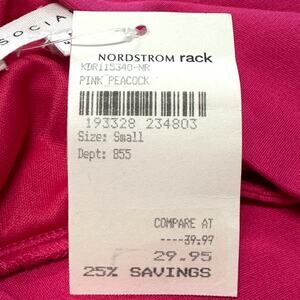 SOCIA
NORDSTROM rack
KDR115340-NR
PINK PEACOCK
193328 234803
Size: Small
Dept: 855
COMPARE AT
----39.97
29.95
25% SAVINGS